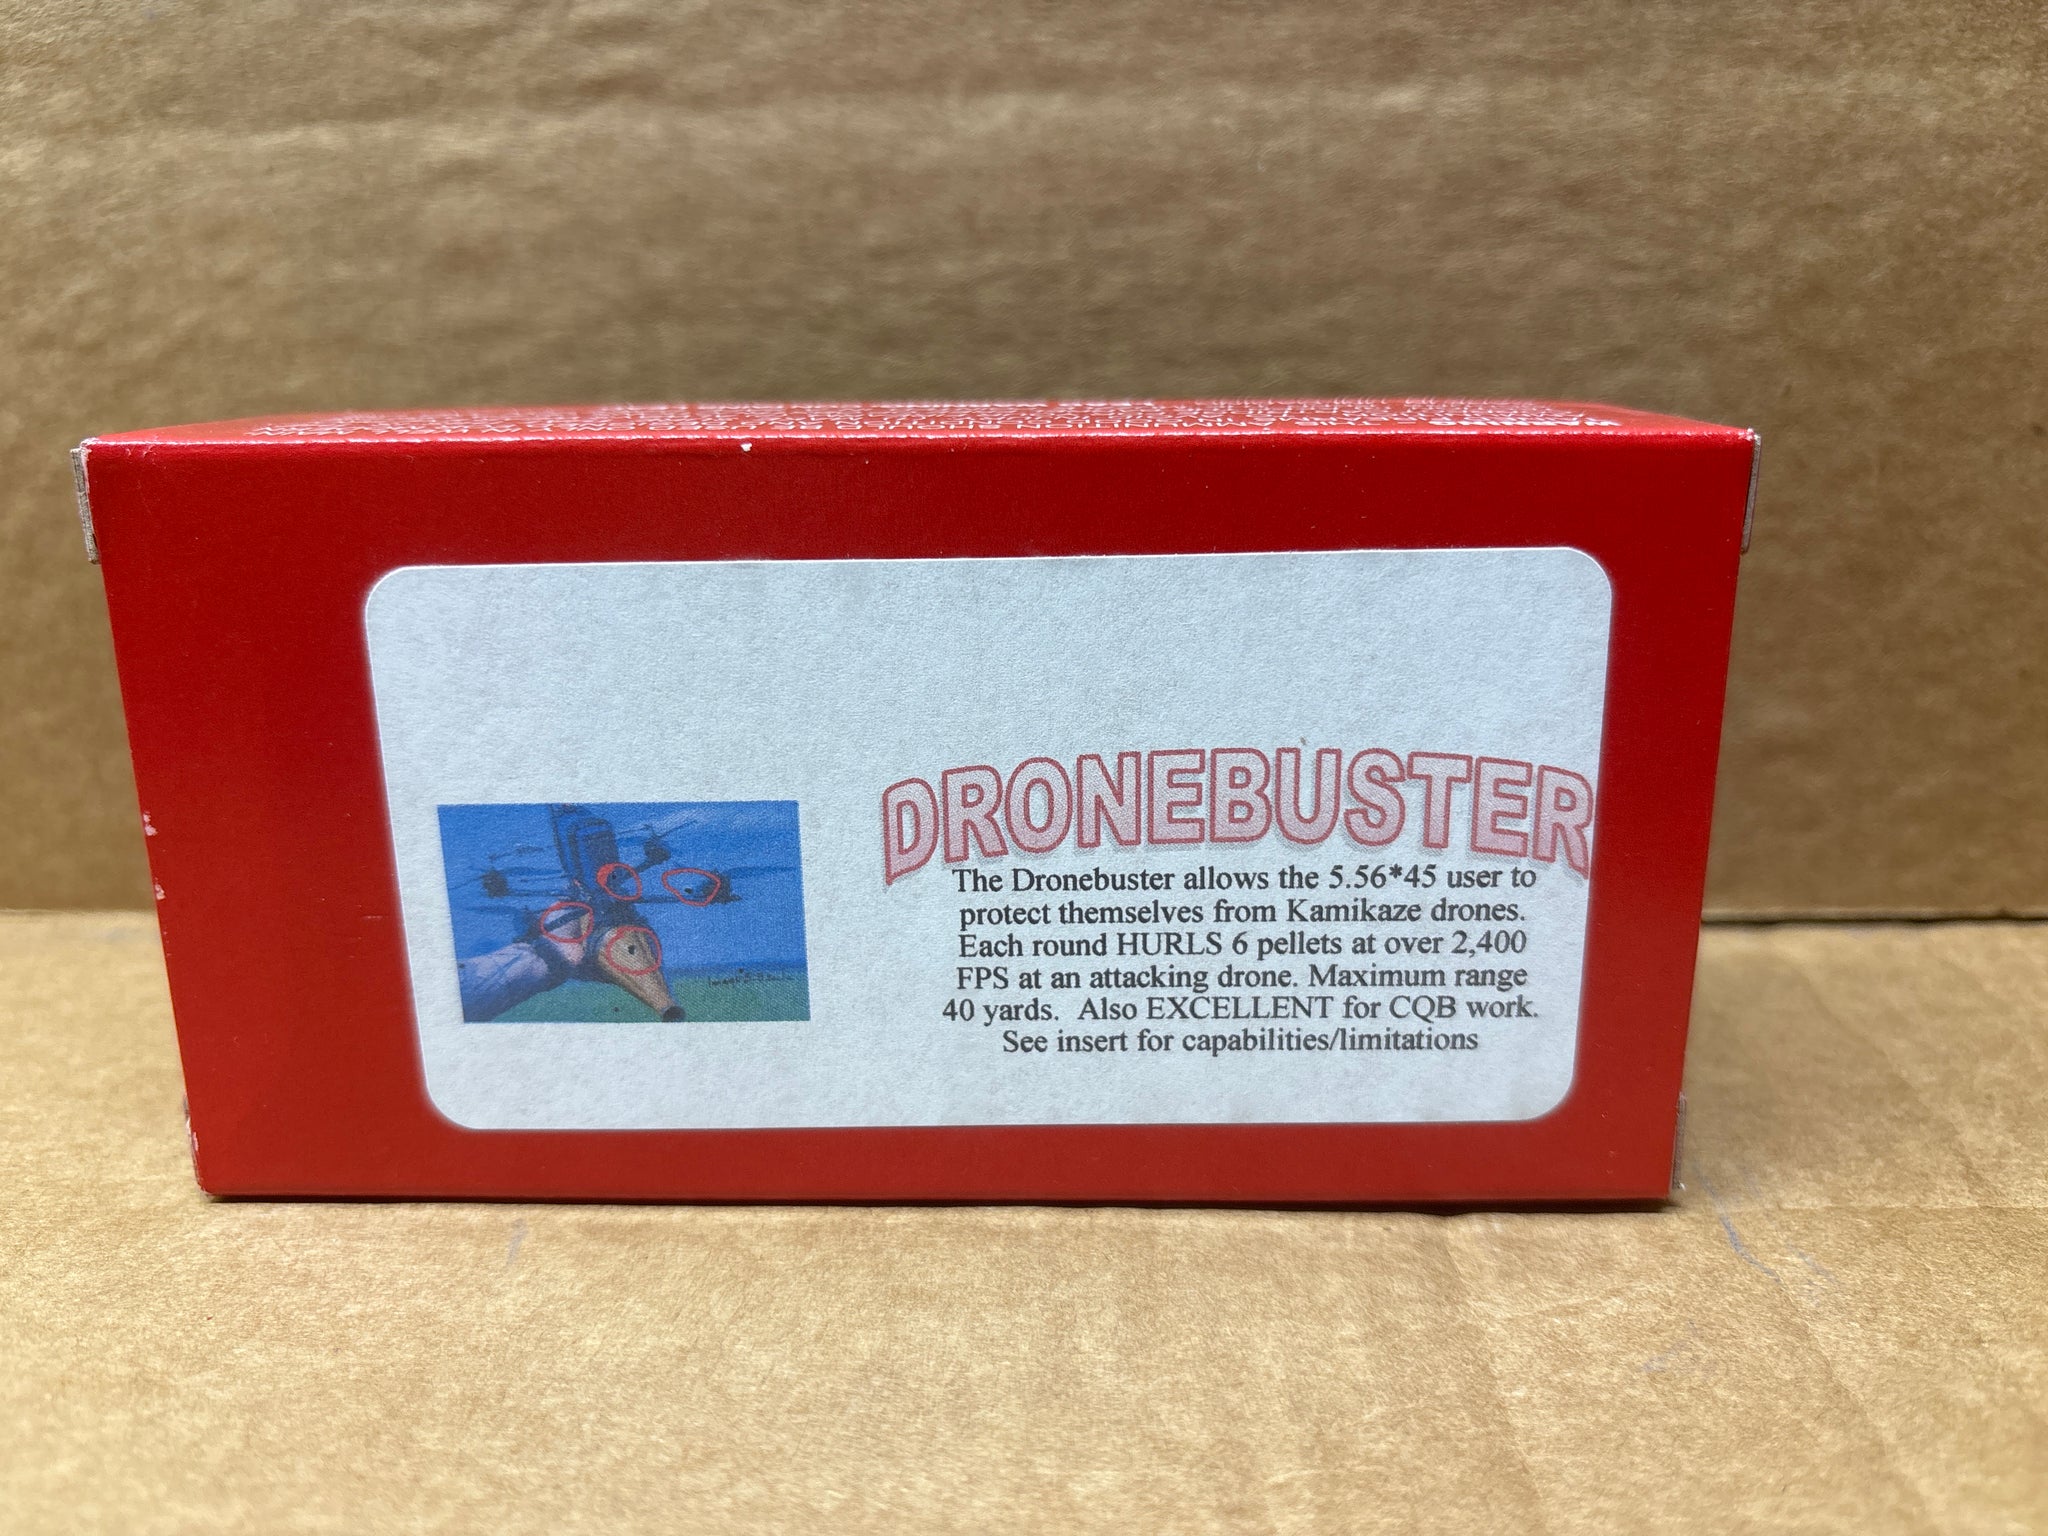 DRONEBUSTER
The Dronebuster allows the 5.56*45 user to
protect themselves from Kamikaze drones.
Each round HURLS 6 pellets at over 2,400
FPS at an attacking drone. Maximum range
40 yards.  Also EXCELLENT for CQB work.
See insert for capabilities/limitations